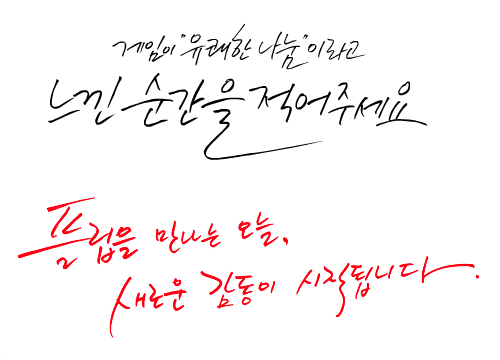 게임이 "유쾌한 나눔"이라고
느낀 순간을 적어주세요
플럽을 만나는 오늘,
새로운 감동이 시작됩니다.